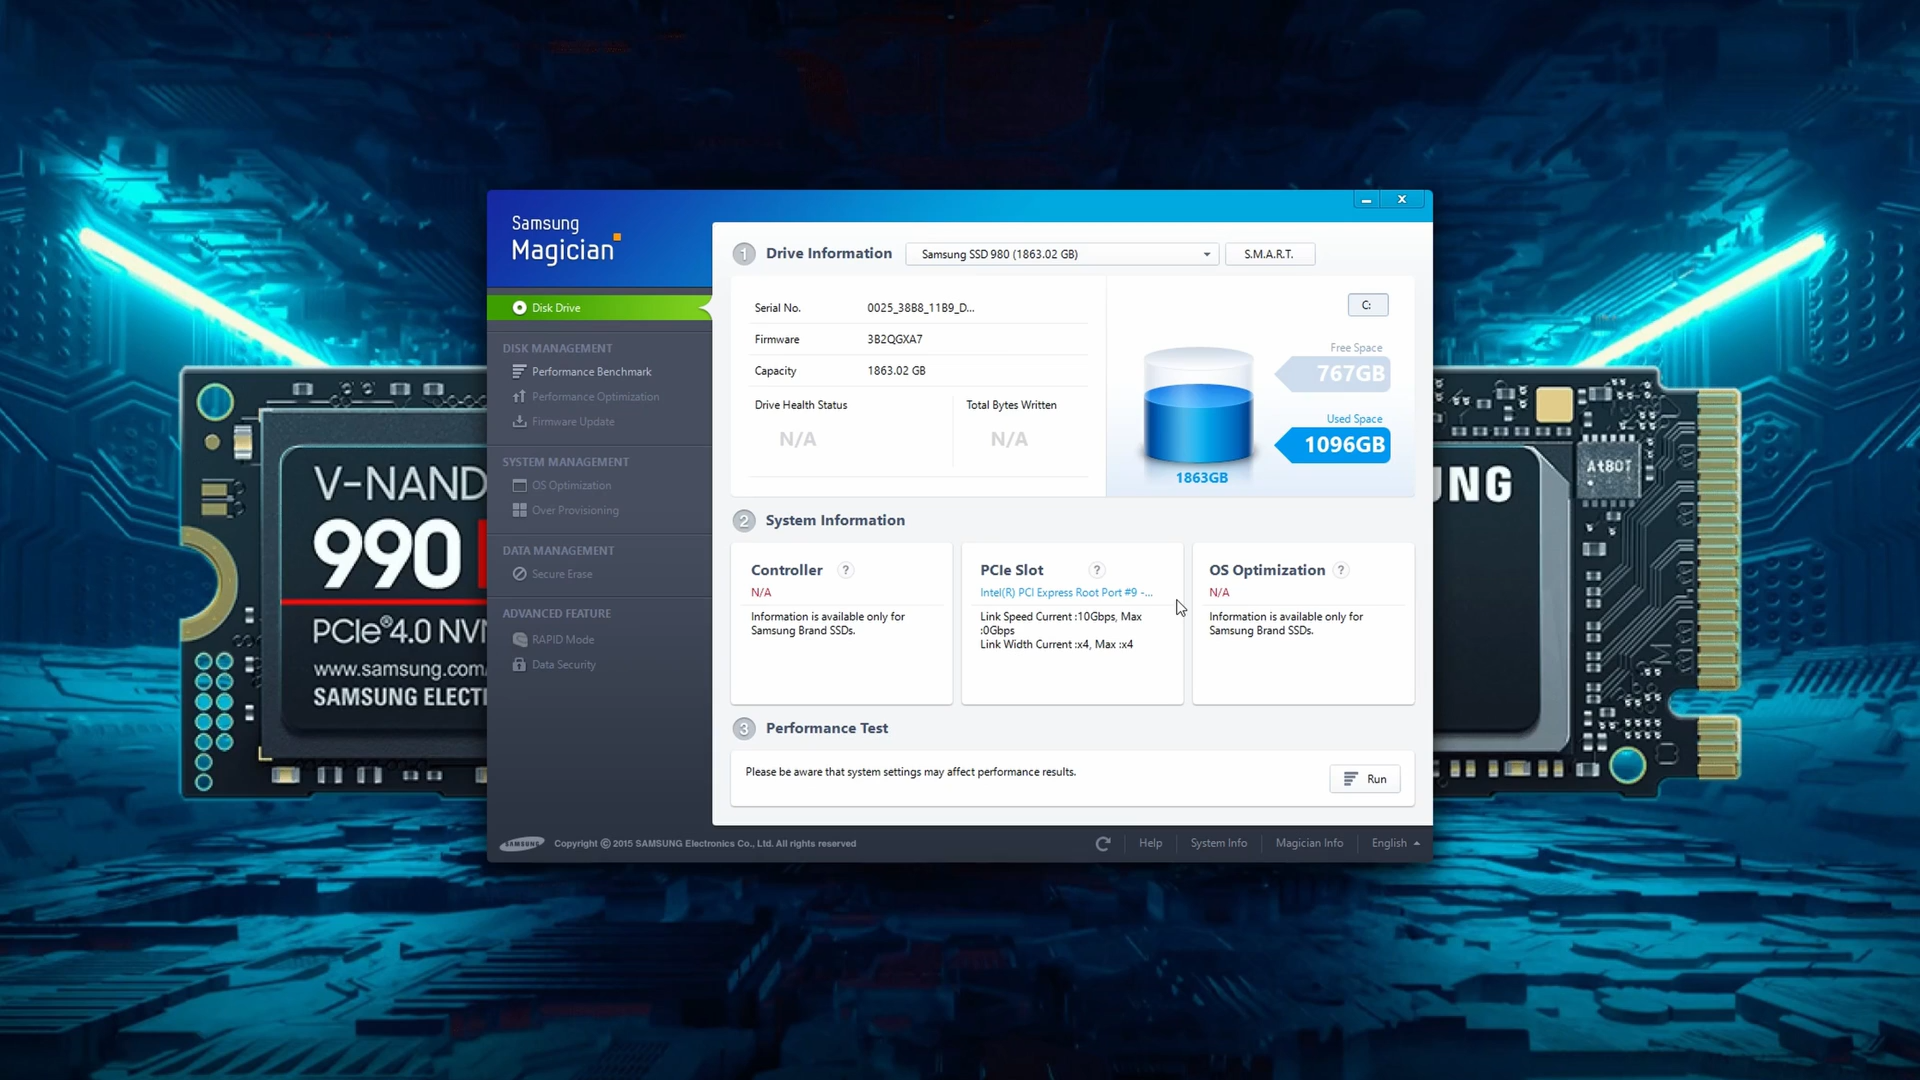 Samsung
Magician
1 Drive Information
Samsung SSD 980 (1863.02 GB)
S.M.A.R.T.
Disk Drive
DISK MANAGEMENT
Performance Benchmark
Performance Optimization
Firmware Update
SYSTEM MANAGEMENT
OS Optimization
Over Provisioning
DATA MANAGEMENT
Secure Erase
ADVANCED FEATURE
RAPID Mode
Data Security
Serial No. 0025_38B8_11B9_D...
Firmware 3B2QGXA7
Capacity 1863.02 GB
Drive Health Status
N/A
Total Bytes Written
N/A
C:
Free Space
767GB
Used Space
1096GB
1863GB
2 System Information
Controller ?
N/A
Information is available only for
Samsung Brand SSDs.
PCIe Slot ?
Intel(R) PCI Express Root Port #9 -...
Link Speed Current :10Gbps, Max
:0Gbps
Link Width Current :x4, Max :x4
OS Optimization ?
N/A
Information is available only for
Samsung Brand SSDs.
3 Performance Test
Please be aware that system settings may affect performance results.
Run
SAMSUNG
Copyright © 2015 SAMSUNG Electronics Co., Ltd. All rights reserved
Help
System Info
Magician Info
English
V-NAND
990
PCIe®4.0 NV
www.samsung.com/
SAMSUNG ELECT
UNG
At8OT